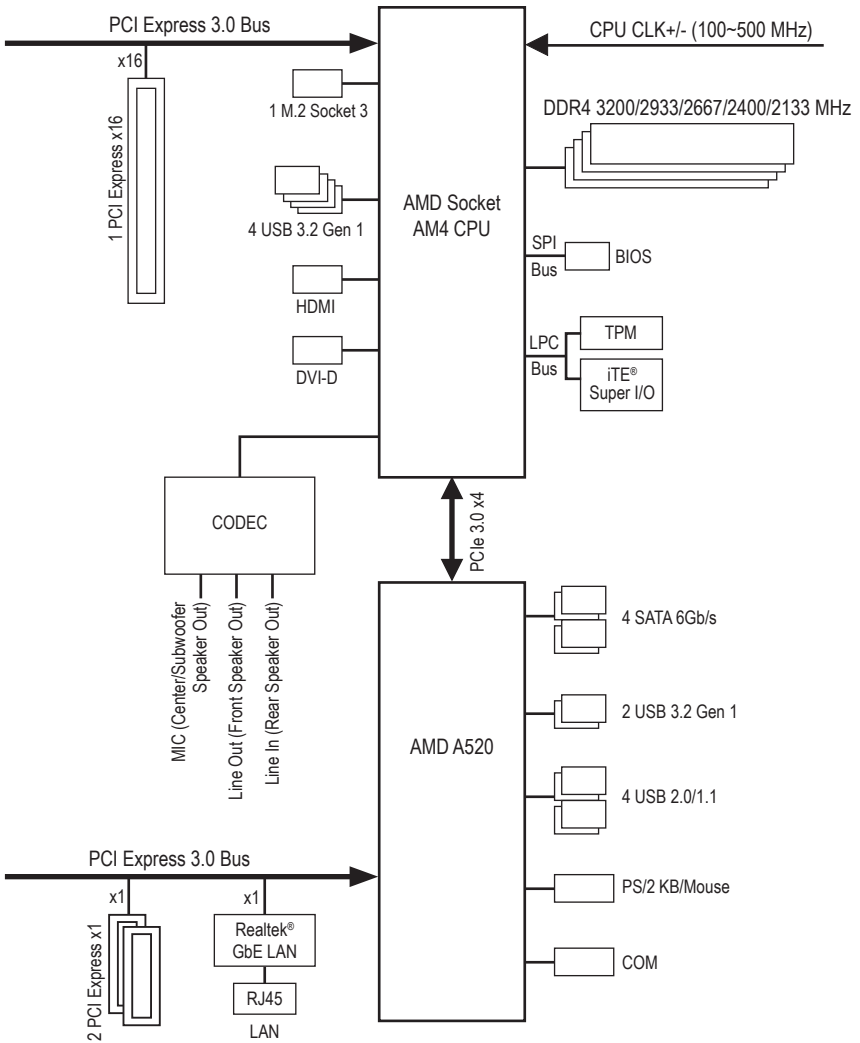 PCI Express 3.0 Bus
CPU CLK+/- (100~500 MHz)
x16
1 PCI Express x16
1 M.2 Socket 3
DDR4 3200/2933/2667/2400/2133 MHz
4 USB 3.2 Gen 1
AMD Socket
AM4 CPU
HDMI
SPI
Bus
BIOS
DVI-D
LPC
Bus
TPM
iTE®
Super I/O
CODEC
PCIe 3.0 x4
MIC (Center/Subwoofer
Speaker Out)
Line Out (Front Speaker Out)
Line In (Rear Speaker Out)
AMD A520
4 SATA 6Gb/s
2 USB 3.2 Gen 1
4 USB 2.0/1.1
PS/2 KB/Mouse
COM
PCI Express 3.0 Bus
x1
x1
2 PCI Express x1
Realtek®
GbE LAN
RJ45
LAN